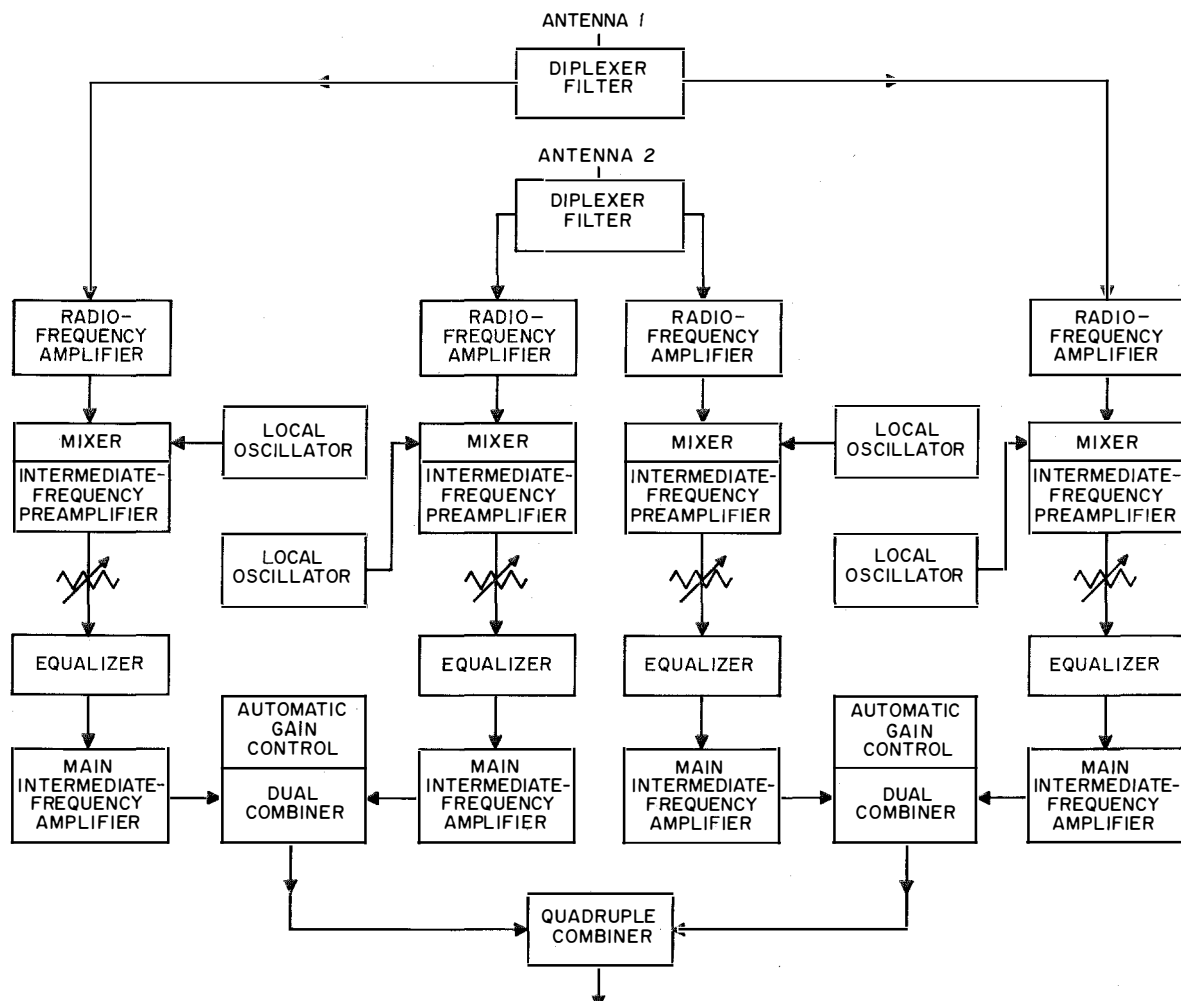 ANTENNA 1
DIPLEXER
FILTER
ANTENNA 2
DIPLEXER
FILTER
RADIO-
FREQUENCY
AMPLIFIER
RADIO-
FREQUENCY
AMPLIFIER
RADIO-
FREQUENCY
AMPLIFIER
RADIO-
FREQUENCY
AMPLIFIER
MIXER
LOCAL
OSCILLATOR
MIXER
MIXER
LOCAL
OSCILLATOR
MIXER
INTERMEDIATE-
FREQUENCY
PREAMPLIFIER
INTERMEDIATE-
FREQUENCY
PREAMPLIFIER
INTERMEDIATE-
FREQUENCY
PREAMPLIFIER
INTERMEDIATE-
FREQUENCY
PREAMPLIFIER
LOCAL
OSCILLATOR
LOCAL
OSCILLATOR
EQUALIZER
EQUALIZER
EQUALIZER
EQUALIZER
AUTOMATIC
GAIN
CONTROL
AUTOMATIC
GAIN
CONTROL
MAIN
INTERMEDIATE-
FREQUENCY
AMPLIFIER
DUAL
COMBINER
MAIN
INTERMEDIATE-
FREQUENCY
AMPLIFIER
MAIN
INTERMEDIATE-
FREQUENCY
AMPLIFIER
DUAL
COMBINER
MAIN
INTERMEDIATE-
FREQUENCY
AMPLIFIER
QUADRUPLE
COMBINER